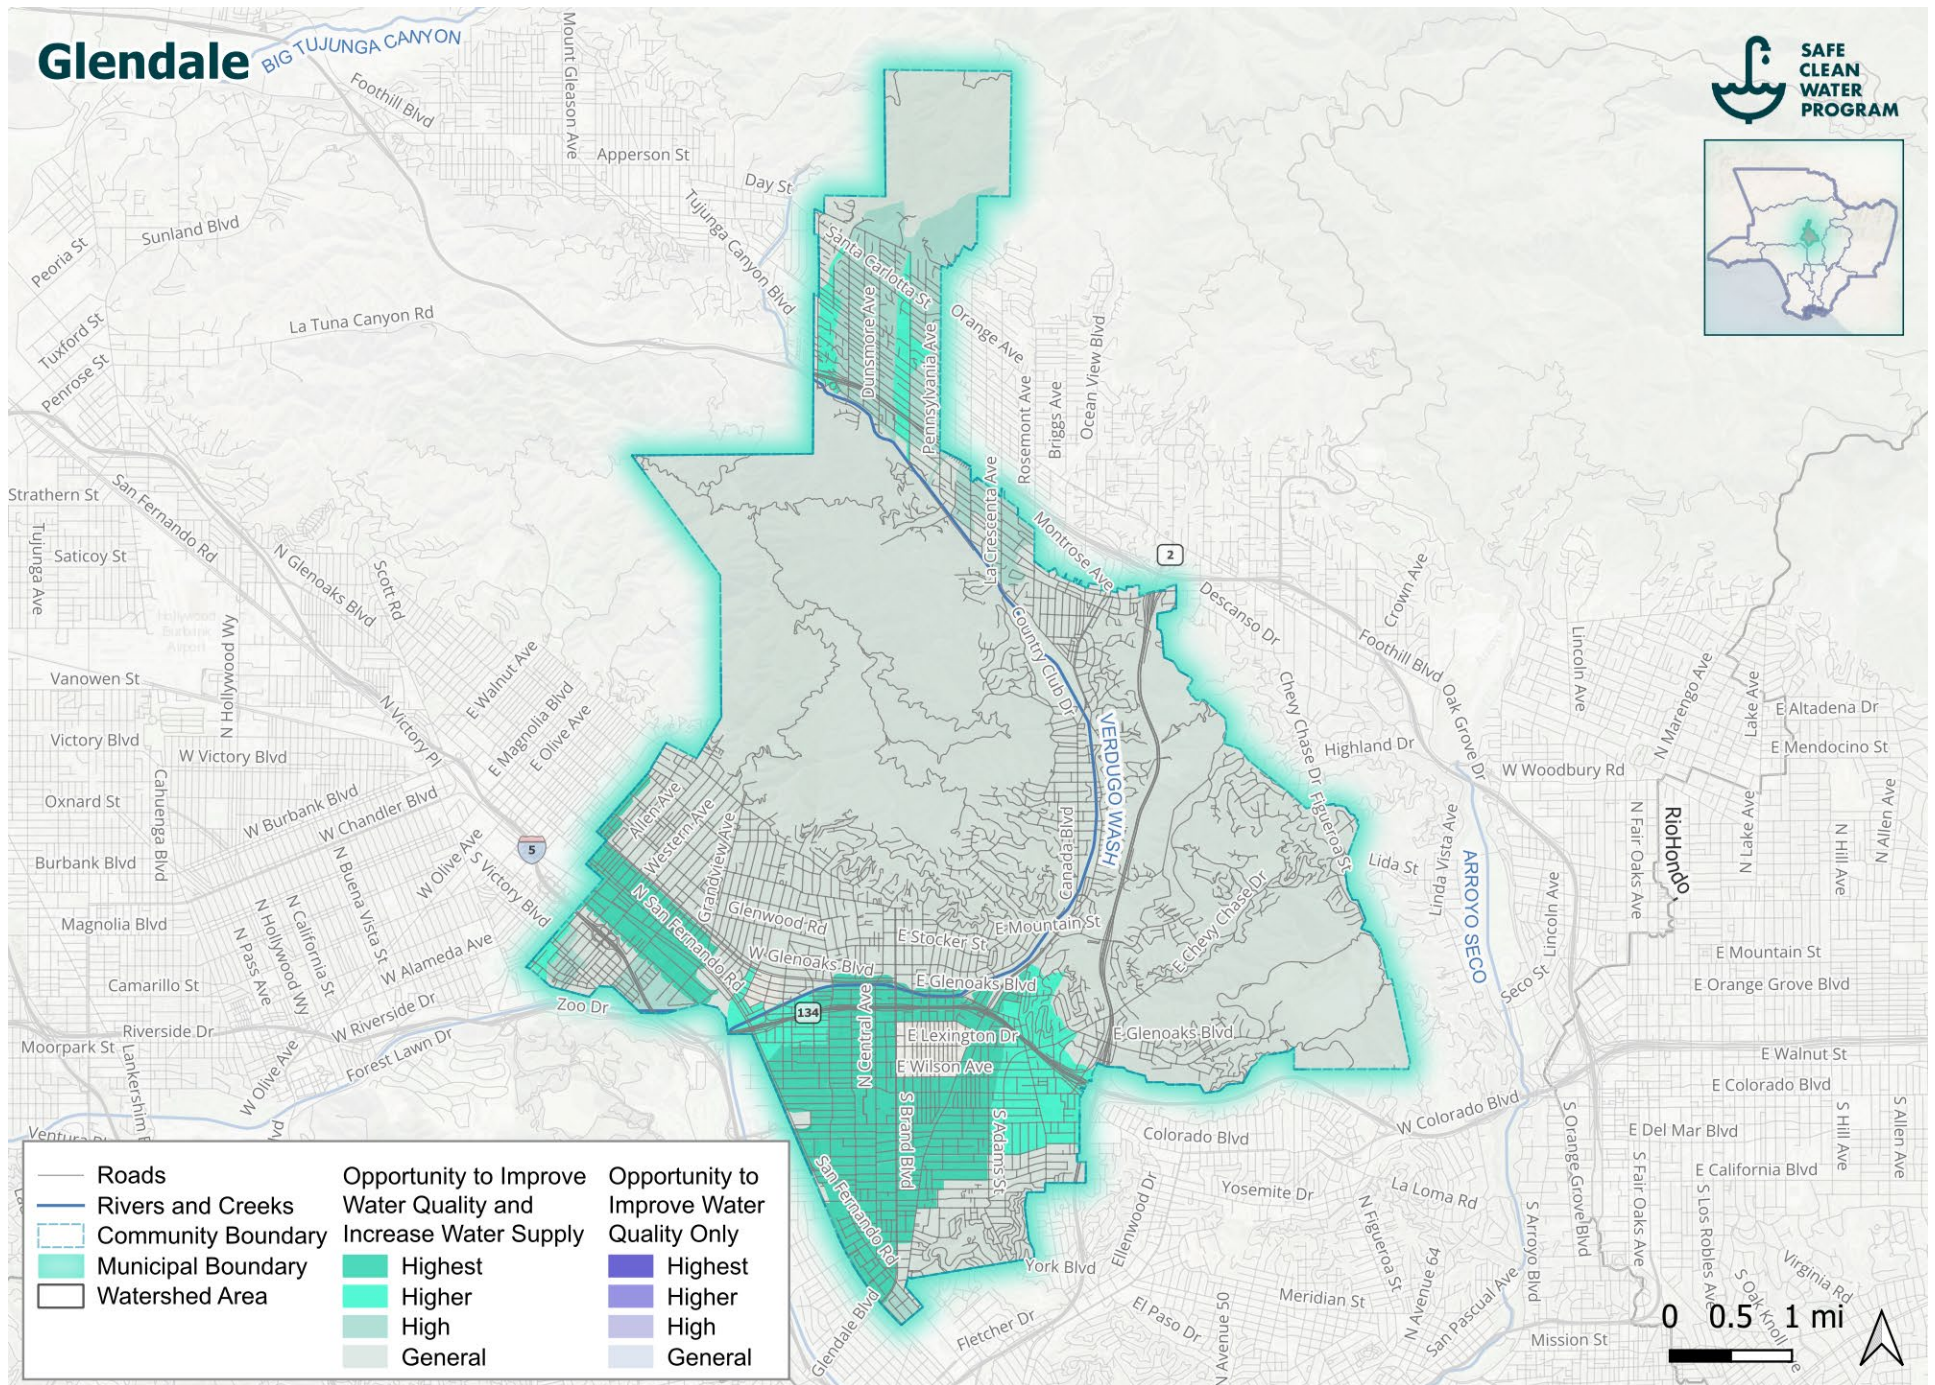 Glendale
BIG TUJUNGA CANYON
SAFE
CLEAN
WATER
PROGRAM
Mount Gleason Ave
Foothill Blvd
Apperson St
Day St
Tujunga Canyon Blvd
Sunland Blvd
Peoria St
Santa Carlotta St
Dunsmore Ave
Pennsylvania Ave
Orange Ave
La Tuna Canyon Rd
Tuxford St
Penrose St
Rosemont Ave
Briggs Ave
Ocean View Blvd
Strathern St
San Fernando Rd
La Crescenta Ave
Montrose Ave
2
Tujunga Ave
Saticoy St
N Glenoaks Blvd
Scott Rd
Hollywood
Burbank
Airport
Descanso Dr
Crown Ave
Foothill Blvd
Country Club Dr
N Hollywood Wy
E Walnut Ave
Lincoln Ave
N Marengo Ave
Vanowen St
N Victory Pl
E Magnolia Blvd
E Olive Ave
Chevy Chase Dr
Oak Grove Dr
Lake Ave
E Altadena Dr
Victory Blvd
W Victory Blvd
VERDUGO WASH
Highland Dr
E Mendocino St
W Woodbury Rd
Oxnard St
Cahuenga Blvd
W Burbank Blvd
W Chandler Blvd
Allen Ave
Western Ave
Grandview Ave
Canada Blvd
Figueroa St
Linda Vista Ave
N Fair Oaks Ave
RioHondo
N Lake Ave
N Hill Ave
N Allen Ave
5
Burbank Blvd
N Buena Vista St
W Olive Ave
S Victory Blvd
Lida St
ARROYO SECO
Lincoln Ave
Magnolia Blvd
N Hollywood Wy
N California St
N Pass Ave
N San Fernando Rd
Glenwood Rd
E Stocker St
E Mountain St
E Chevy Chase Dr
W Glenoaks Blvd
E Glenoaks Blvd
W Alameda Ave
E Mountain St
Camarillo St
Seco St
E Orange Grove Blvd
Zoo Dr
134
N Central Ave
E Lexington Dr
E Glenoaks Blvd
Riverside Dr
W Riverside Dr
Moorpark St
Forest Lawn Dr
Lankershim B
W Olive Ave
E Wilson Ave
E Walnut St
E Colorado Blvd
S Brand Blvd
S Adams St
W Colorado Blvd
Colorado Blvd
S Orange Grove Blvd
E Del Mar Blvd
S Hill Ave
S Allen Ave
San Fernando Rd
Yosemite Dr
La Loma Rd
E California Blvd
Ellenwood Dr
N Figueroa St
S Arroyo Blvd
S Fair Oaks Ave
S Los Robles Ave
York Blvd
N Avenue 64
S Oak Knoll Ave
Virginia Rd
Glendale Blvd
Fletcher Dr
El Paso Dr
N Avenue 50
Meridian St
San Pascual Ave
Mission St
Roads
Rivers and Creeks
Community Boundary
Municipal Boundary
Watershed Area
Opportunity to Improve
Water Quality and
Increase Water Supply
Highest
Higher
High
General
Opportunity to
Improve Water
Quality Only
Highest
Higher
High
General
0 0.5 1 mi